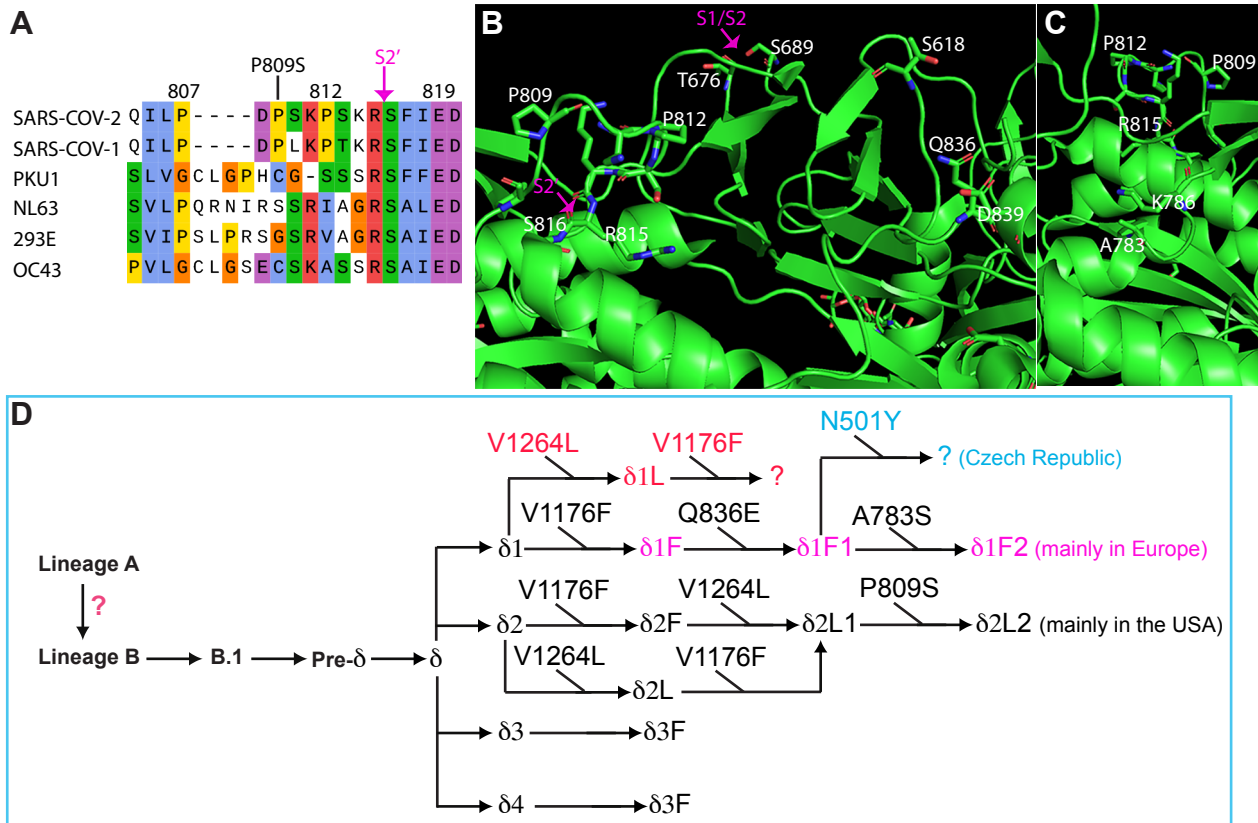 A
S2'
P809S
807 812 819
SARS-COV-2 Q I L P - - - - D P S K P S K R S F I E D
SARS-COV-1 Q I L P - - - - D P L K P T K R S F I E D
PKU1 S L V G C L G P H C G - S S S R S F F E D
NL63 S V L P Q R N I R S S R I A G R S A L E D
293E S V I P S L P R S G S R V A G R S A I E D
OC43 P V L G C L G S E C S K A S S R S A I E D
B
S1/S2
S689
S618
T676
P809
P812
Q836
S2'
D839
S816
R815
C
P812
P809
R815
K786
A783
D
N501Y
V1264L V1176F
? (Czech Republic)
δ1L ?
V1176F Q836E A783S
δ1 δ1F δ1F1 δ1F2 (mainly in Europe)
Lineage A
?
V1176F V1264L P809S
δ2 δ2F δ2L1 δ2L2 (mainly in the USA)
Lineage B B.1 Pre-δ δ
V1264L V1176F
δ2L
δ3 δ3F
δ4 δ3F